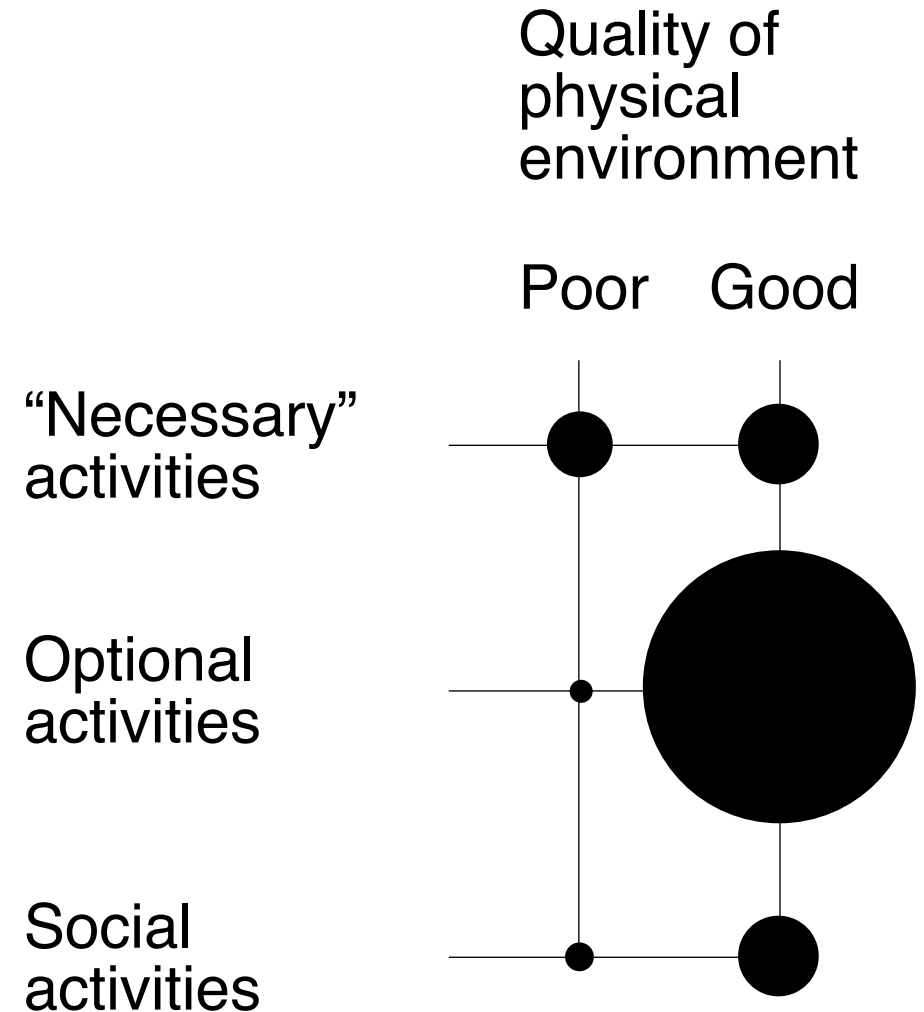 Quality of
physical
environment
Poor Good
“Necessary”
activities
Optional
activities
Social
activities